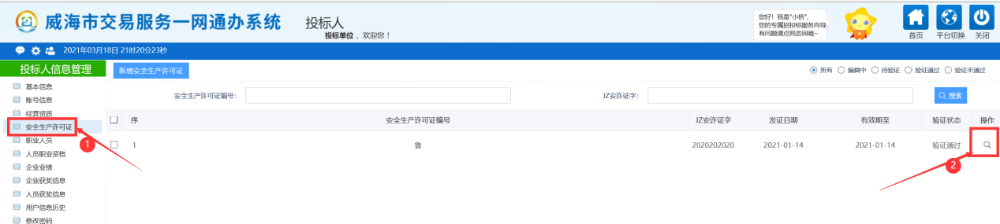 威海市交易服务一网通办系统
投标人
投标单位，欢迎您！
您好！我是"小桥"，
您的专属招投标服务向导，
有问题请点我咨询哦~
首页 平台切换 关闭
2021年03月18日 21时20分23秒
投标人信息管理
新增安全生产许可证
所有 编辑中 待验证 验证通过 验证未通过
基本信息
账号信息
经营资质
安全生产许可证
职业人员
人员职业资格
企业业绩
企业获奖信息
人员获奖信息
用户信息历史
修改密码
安全生产许可证编号：
JZ安许证字：
搜索
序 安全生产许可证编号 JZ安许证字 发证日期 有效期至 验证状态 操作
1 鲁 2020202020 2021-01-14 2021-01-14 验证通过
1
2